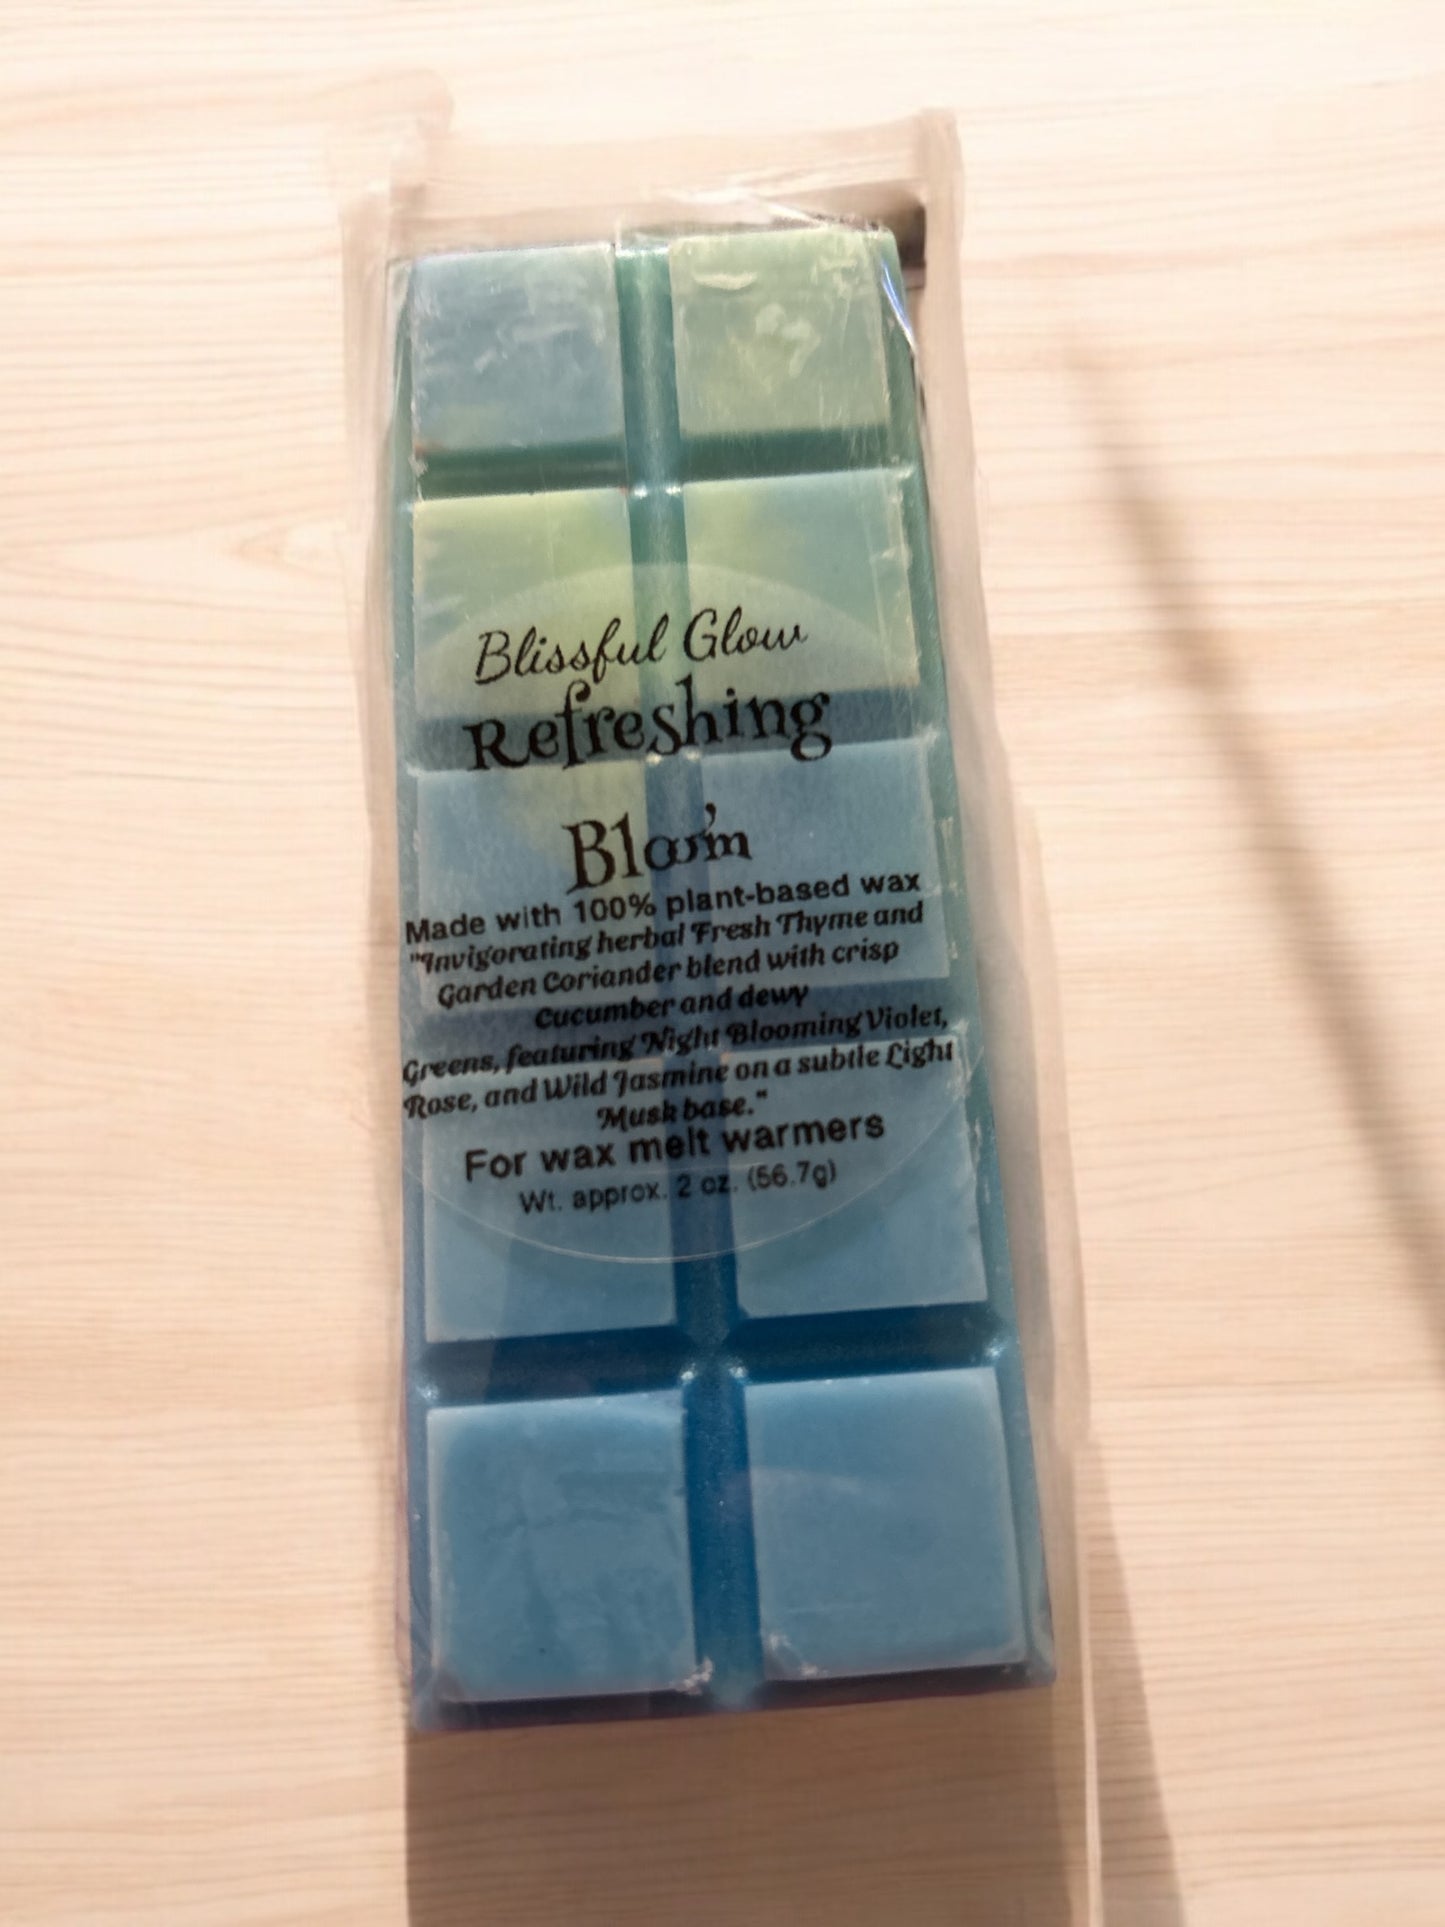 Blissful Glow
Refreshing
Bloom
Made with 100% plant-based wax
"Invigorating herbal Fresh Thyme and
Garden Coriander blend with crisp
Cucumber and dewy
Greens, featuring Night Blooming Violet,
Rose, and Wild Jasmine on a subtle Light
Musk base."
For wax melt warmers
Wt. approx. 2 oz. (56.7g)